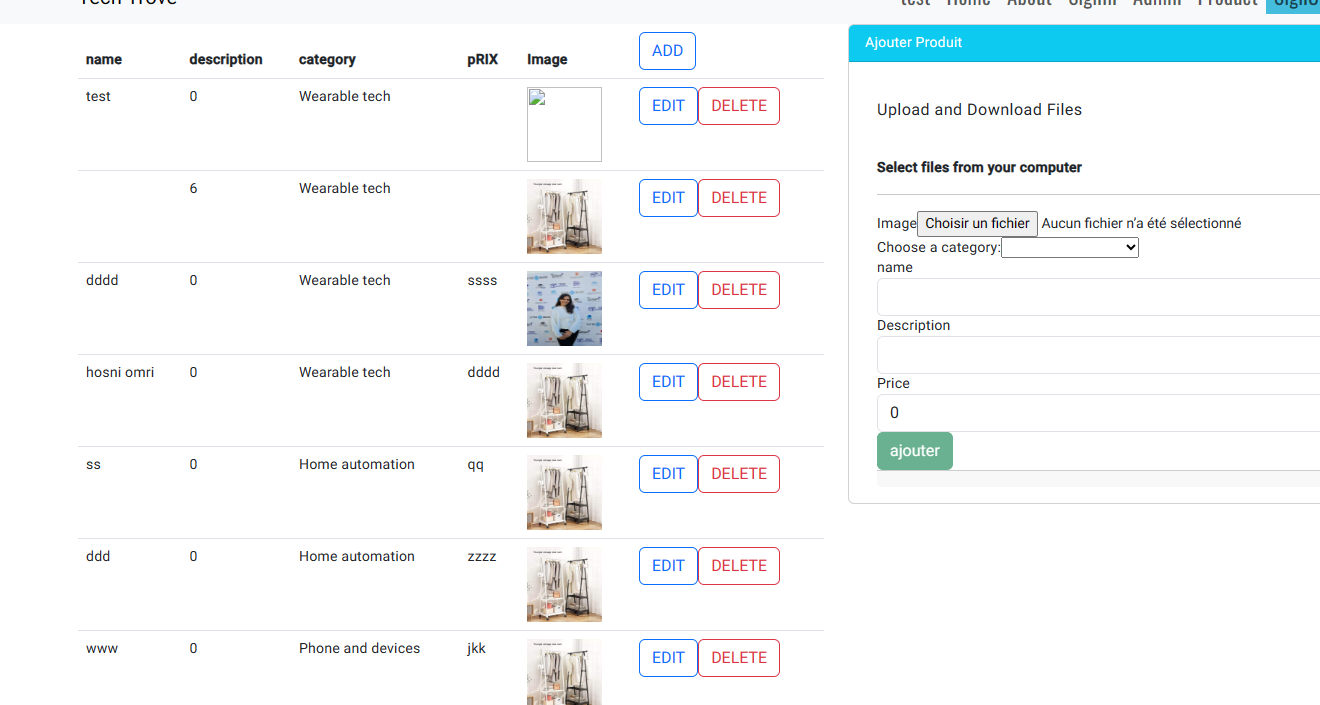 Tech Trove
test Home About SignIn Admin Product
name description category pRIX Image ADD
test 0 Wearable tech EDIT DELETE
6 Wearable tech EDIT DELETE
dddd 0 Wearable tech ssss EDIT DELETE
hosni omri 0 Wearable tech dddd EDIT DELETE
ss 0 Home automation qq EDIT DELETE
ddd 0 Home automation zzzz EDIT DELETE
www 0 Phone and devices jkk EDIT DELETE
Ajouter Produit
Upload and Download Files
Select files from your computer
Image Choisir un fichier Aucun fichier n’a été sélectionné
Choose a category:
name
Description
Price
0
ajouter